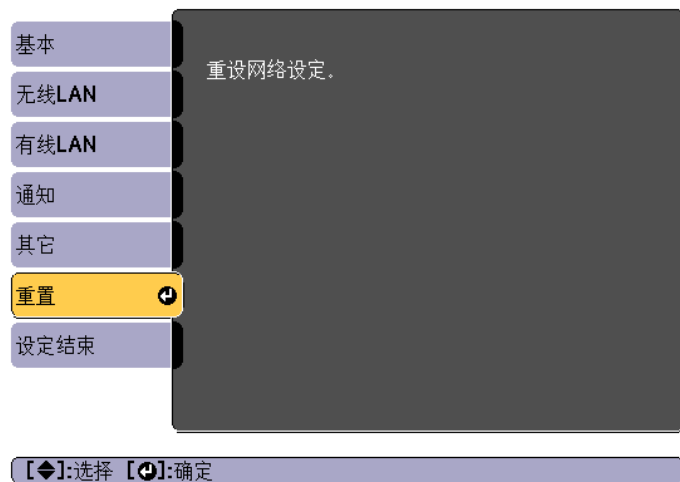 基本
无线LAN
有线LAN
通知
其它
重置
设定结束
重设网络设定。
[◆]:选择 [↵]:确定